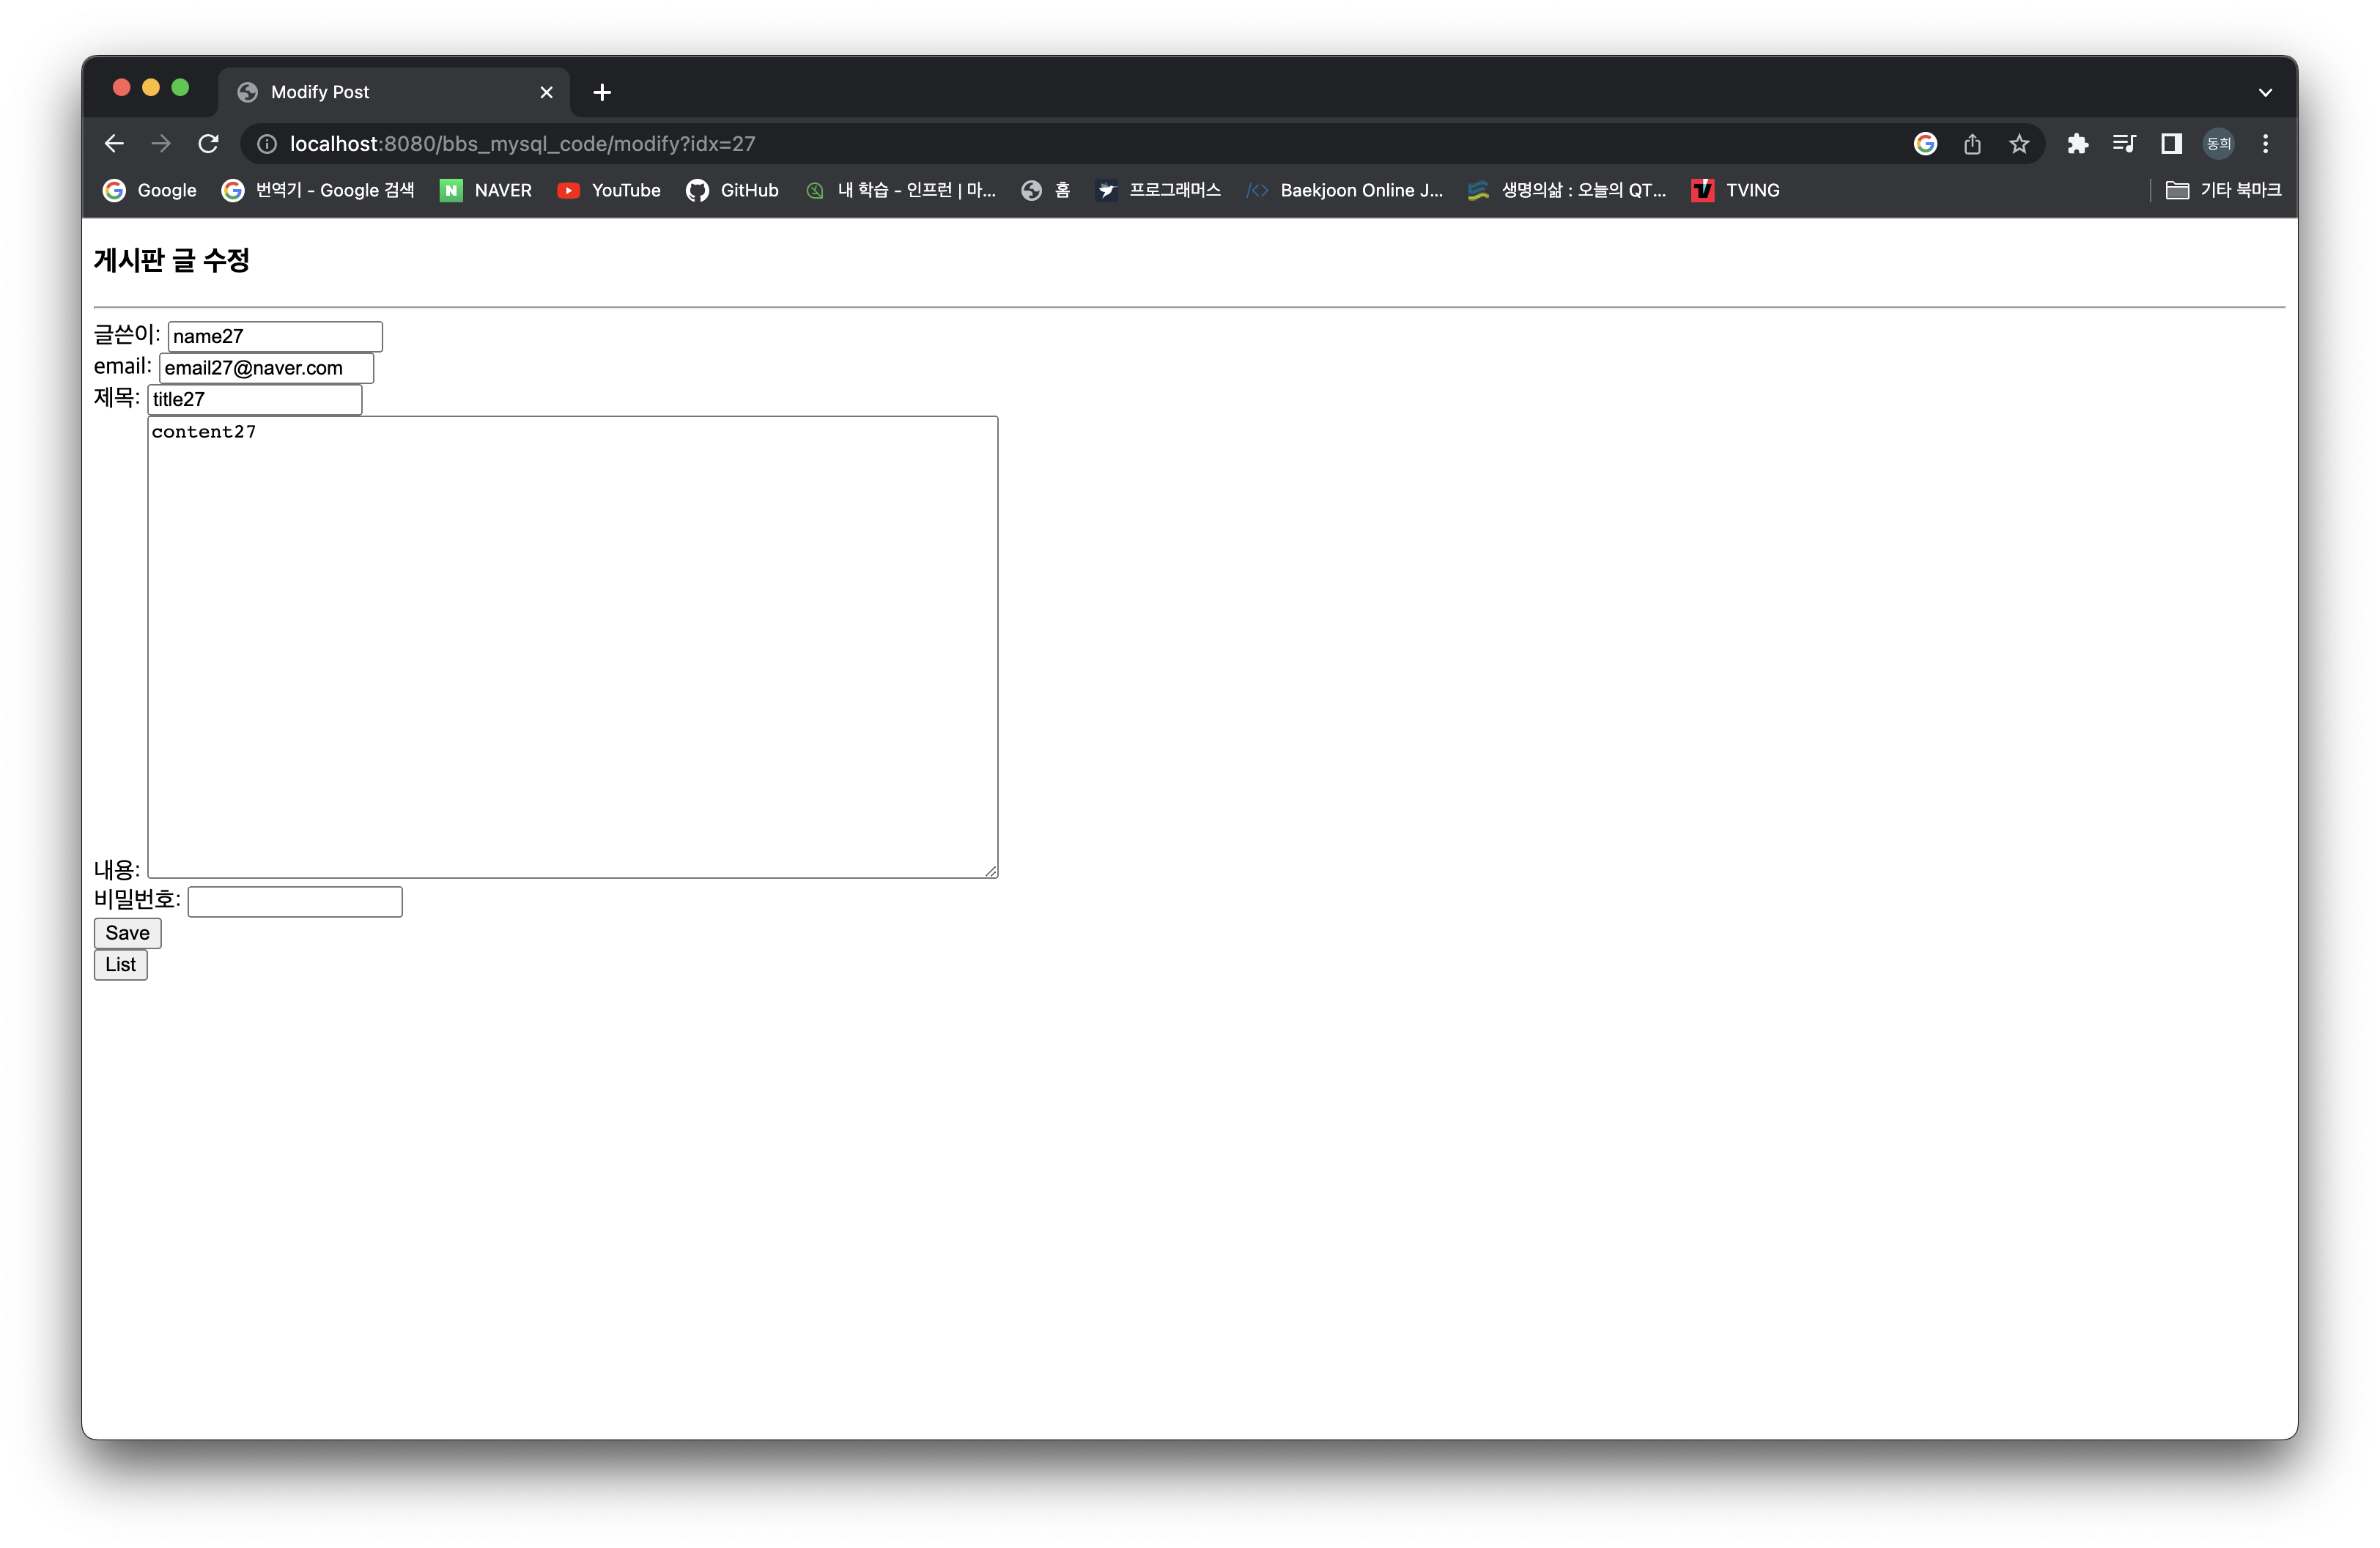 Modify Post
localhost:8080/bbs_mysql_code/modify?idx=27
동희
Google 번역기 - Google 검색 N NAVER YouTube GitHub 내 학습 - 인프런 | 마... 홈 프로그래머스 Baekjoon Online J... 생명의삶 : 오늘의 QT... TVING 기타 북마크
게시판 글 수정
글쓴이: name27
email: email27@naver.com
제목: title27
content27
내용:
비밀번호:
Save
List